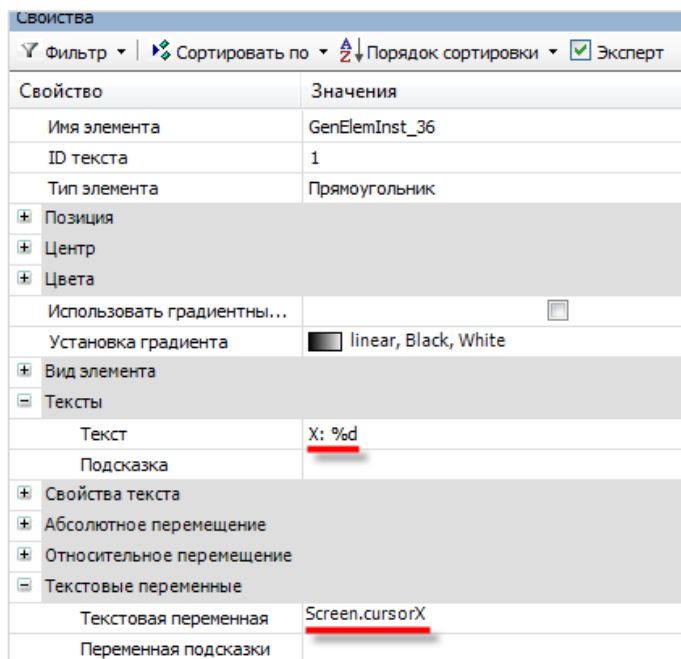 Свойства
Фильтр Сортировать по Порядок сортировки Эксперт
Свойство Значения
Имя элемента GenElemInst_36
ID текста 1
Тип элемента Прямоугольник
Позиция
Центр
Цвета
Использовать градиентны...
Установка градиента linear, Black, White
Вид элемента
Тексты
Текст X: %d
Подсказка
Свойства текста
Абсолютное перемещение
Относительное перемещение
Текстовые переменные
Текстовая переменная Screen.cursorX
Переменная подсказки